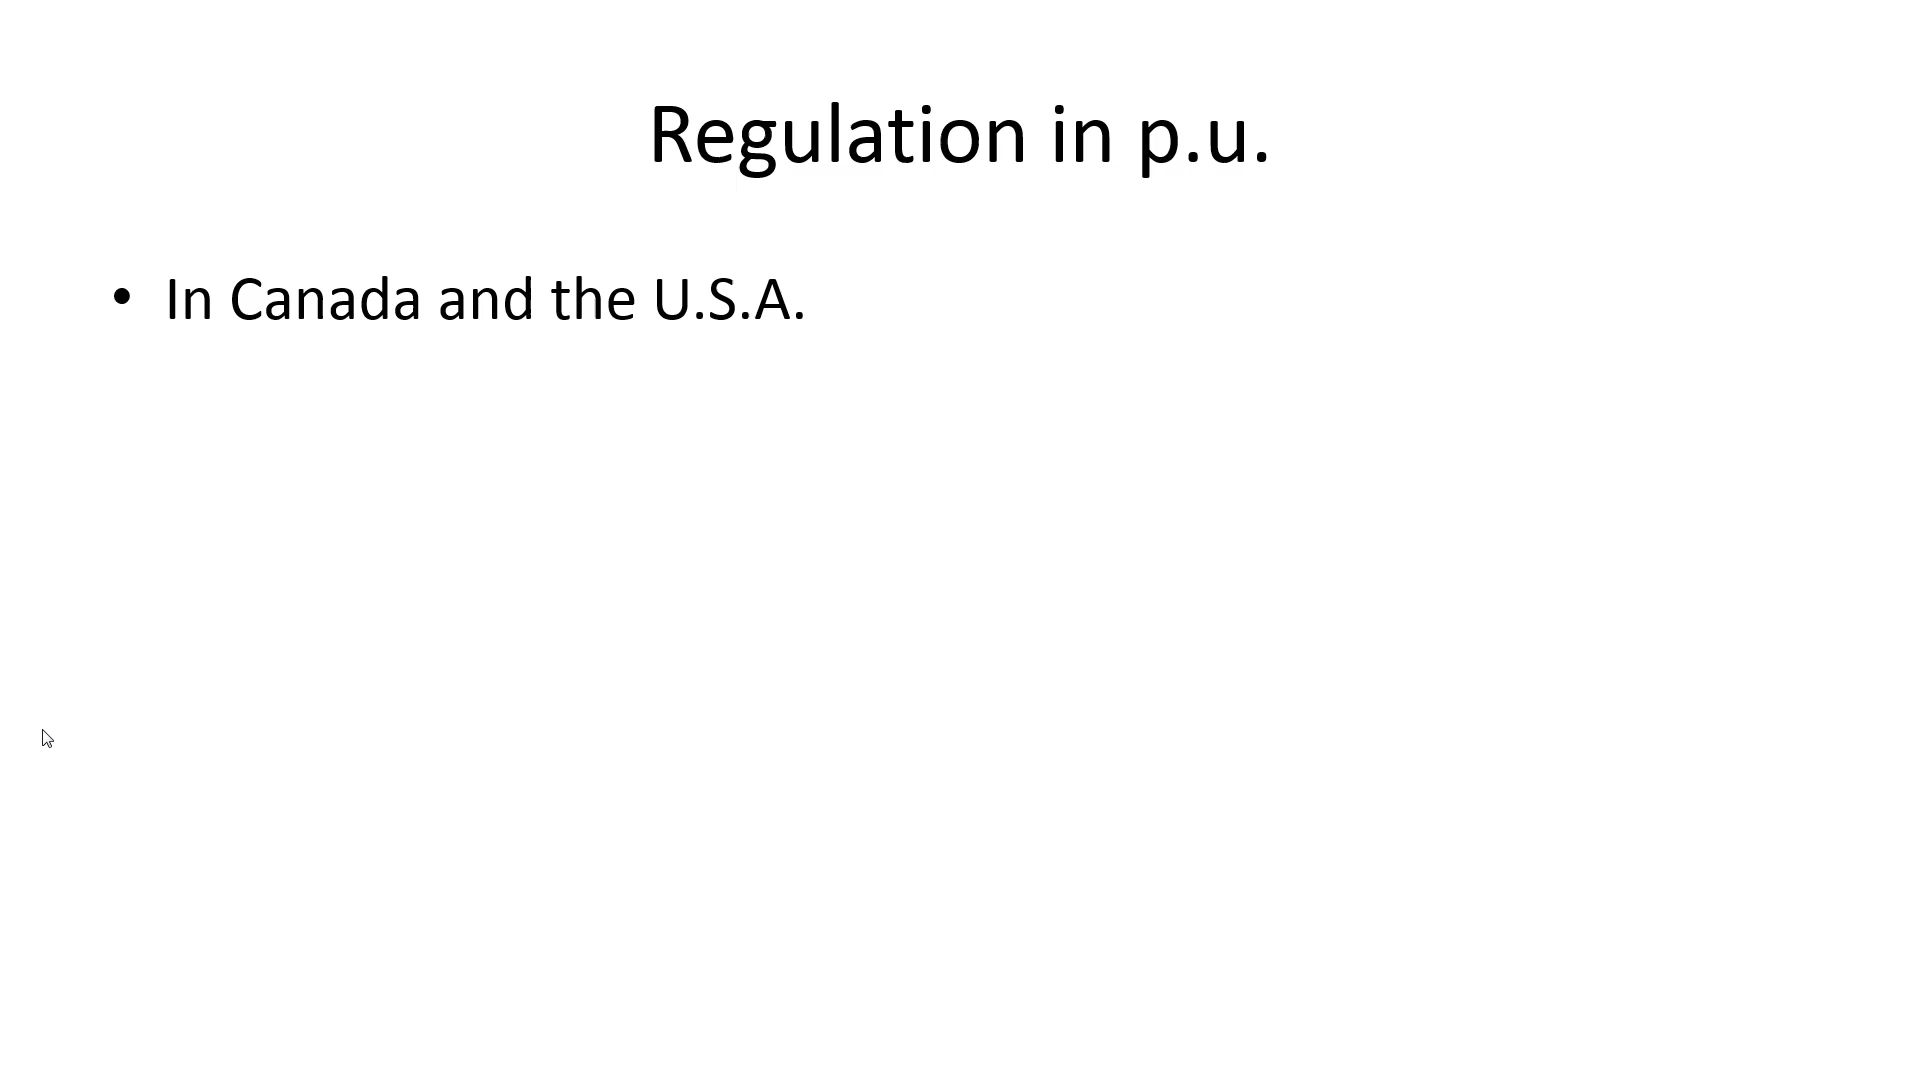 Regulation in p.u.
• In Canada and the U.S.A.